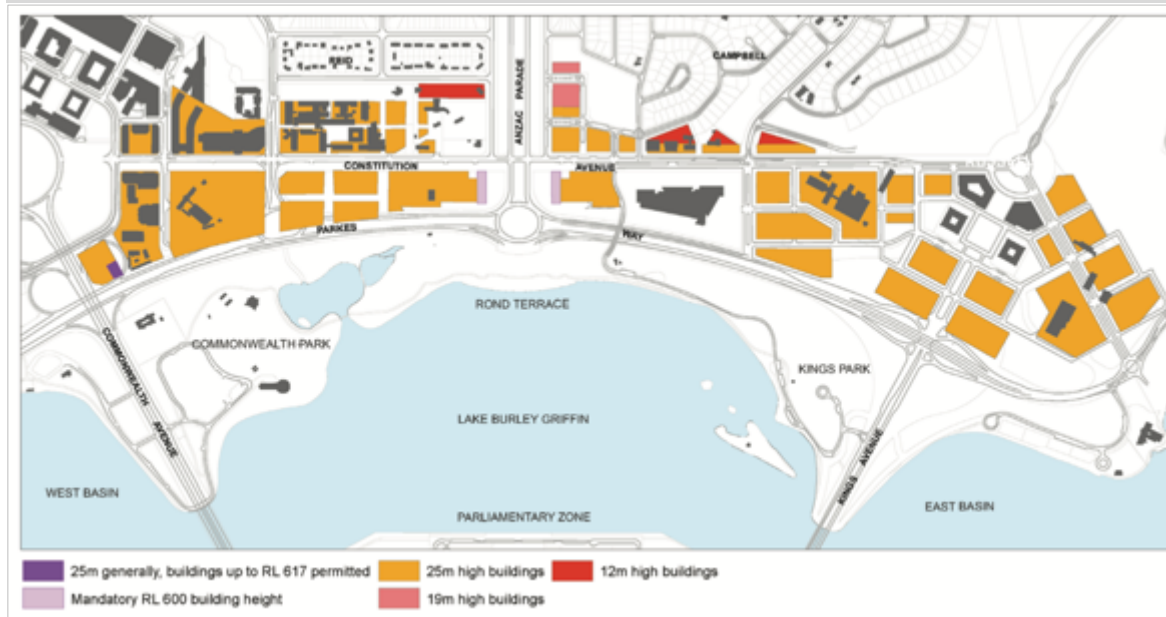 REID
CAMPBELL
ANZAC PARADE
CONSTITUTION
AVENUE
PARKES
WAY
ROND TERRACE
COMMONWEALTH PARK
KINGS PARK
COMMONWEALTH AVENUE
LAKE BURLEY GRIFFIN
KINGS AVENUE
WEST BASIN
EAST BASIN
PARLIAMENTARY ZONE
25m generally, buildings up to RL 617 permitted
25m high buildings
12m high buildings
Mandatory RL 600 building height
19m high buildings